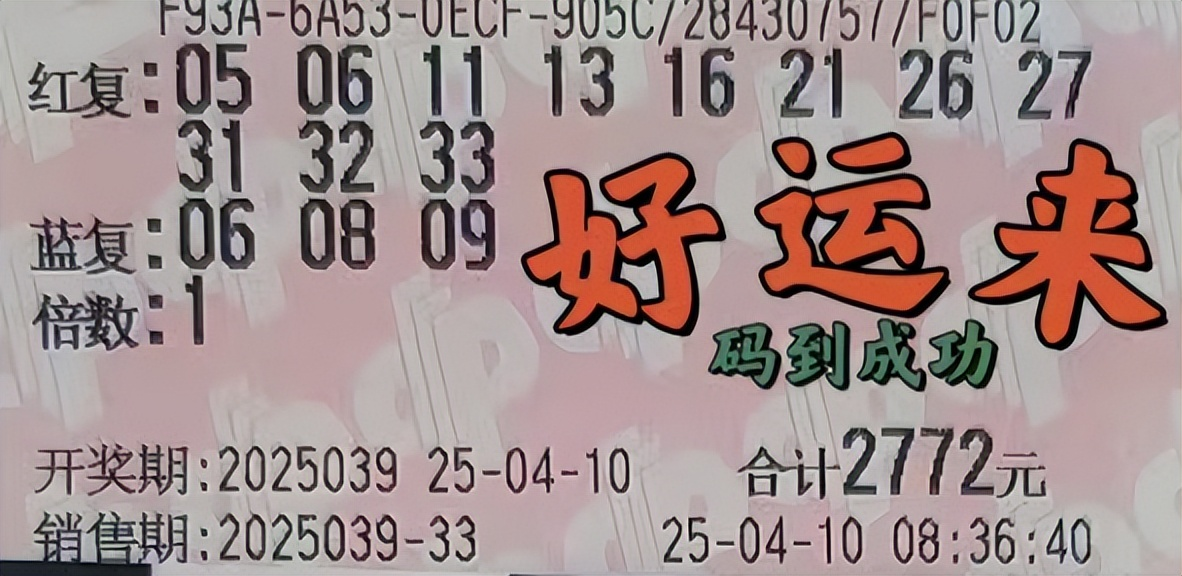 F93A-6A53-0ECF-905C/28430757/F0F02
红复:05 06 11 13 16 21 26 27
31 32 33
蓝复:06 08 09
倍数:1
好运来
码到成功
开奖期:2025039 25-04-10 合计2772元
销售期:2025039-33 25-04-10 08:36:40